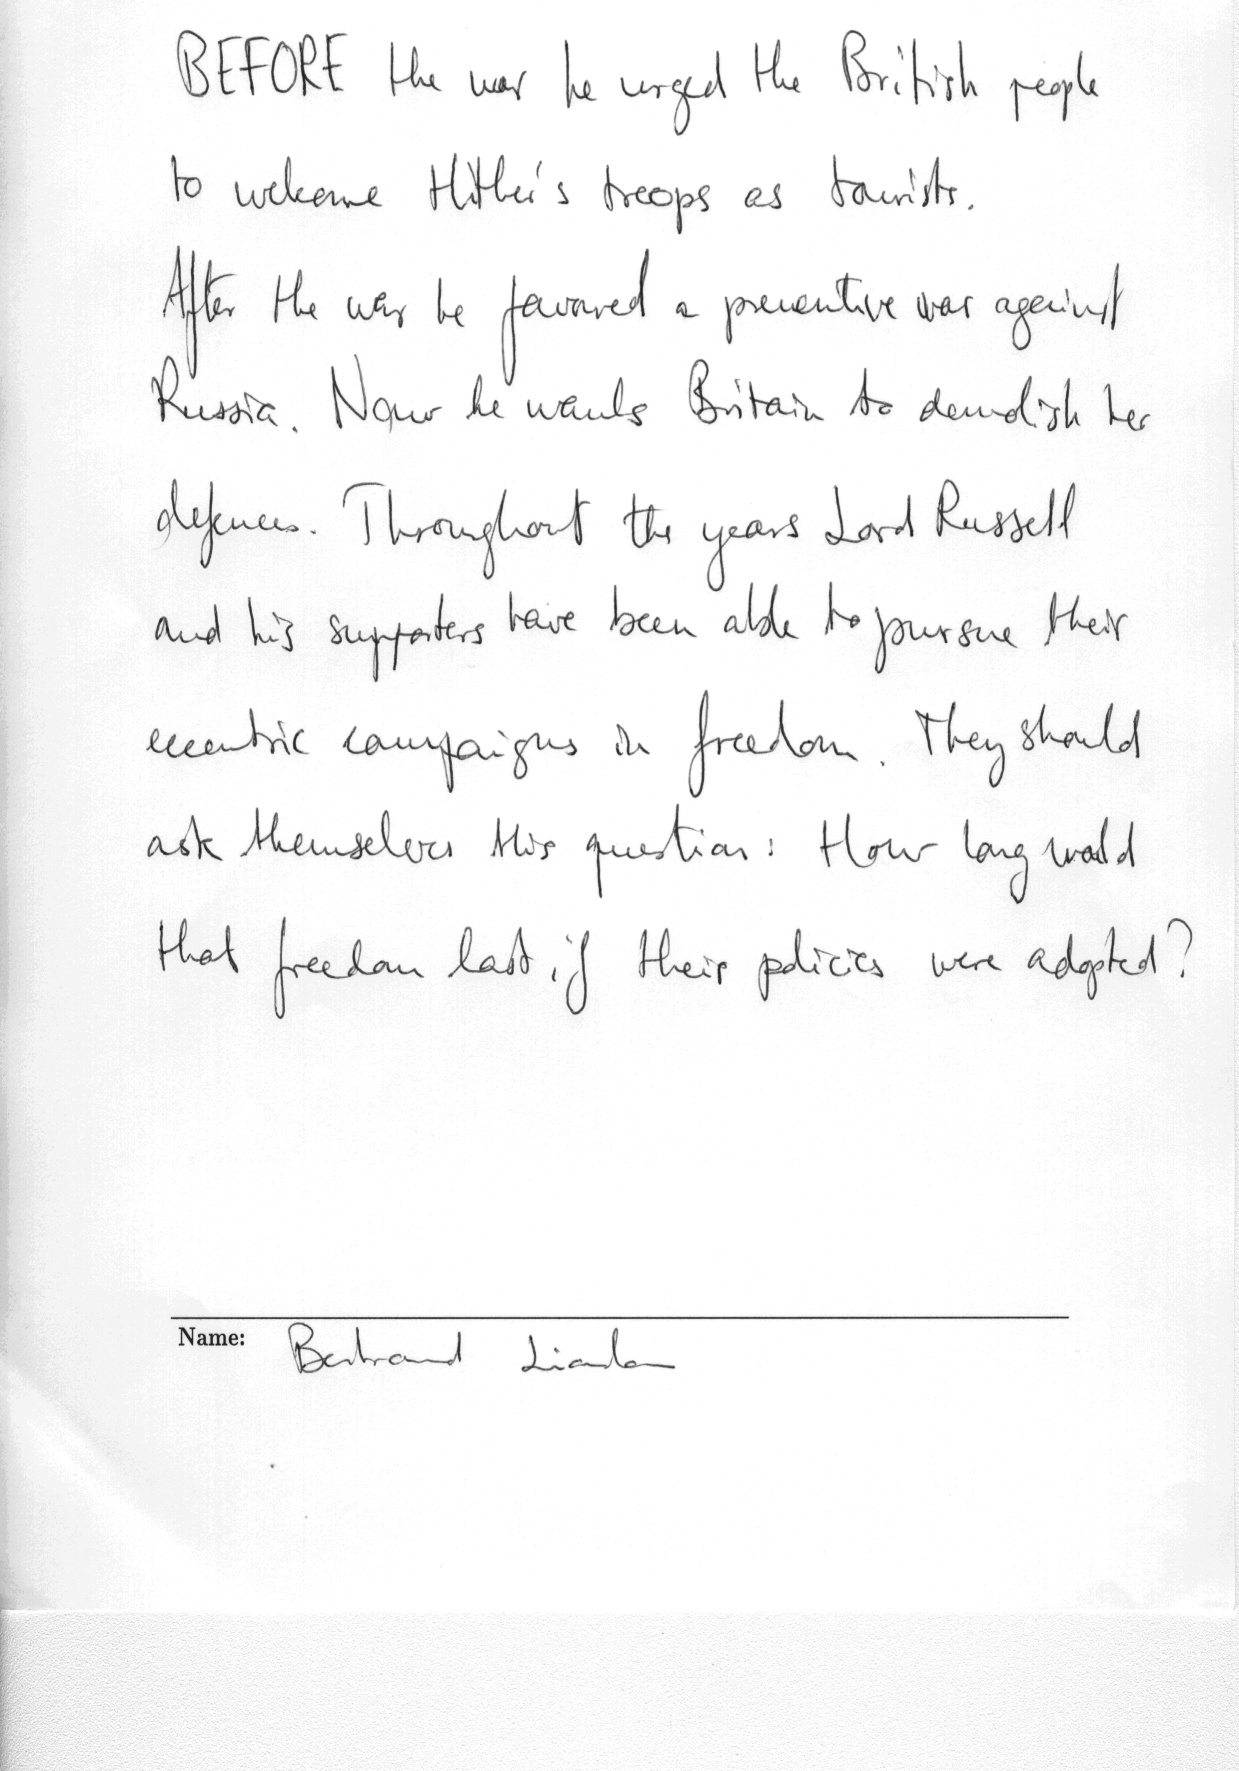 BEFORE the war he urged the British people
to welcome Hitler's troops as tourists.
After the war he favoured a preventive war against
Russia. Now he wants Britain to demolish her
defences. Throughout the years Lord Russell
and his supporters have been able to pursue their
eccentric campaigns in freedom. They should
ask themselves this question: How long would
that freedom last, if their policies were adopted?
Name: Bertrand